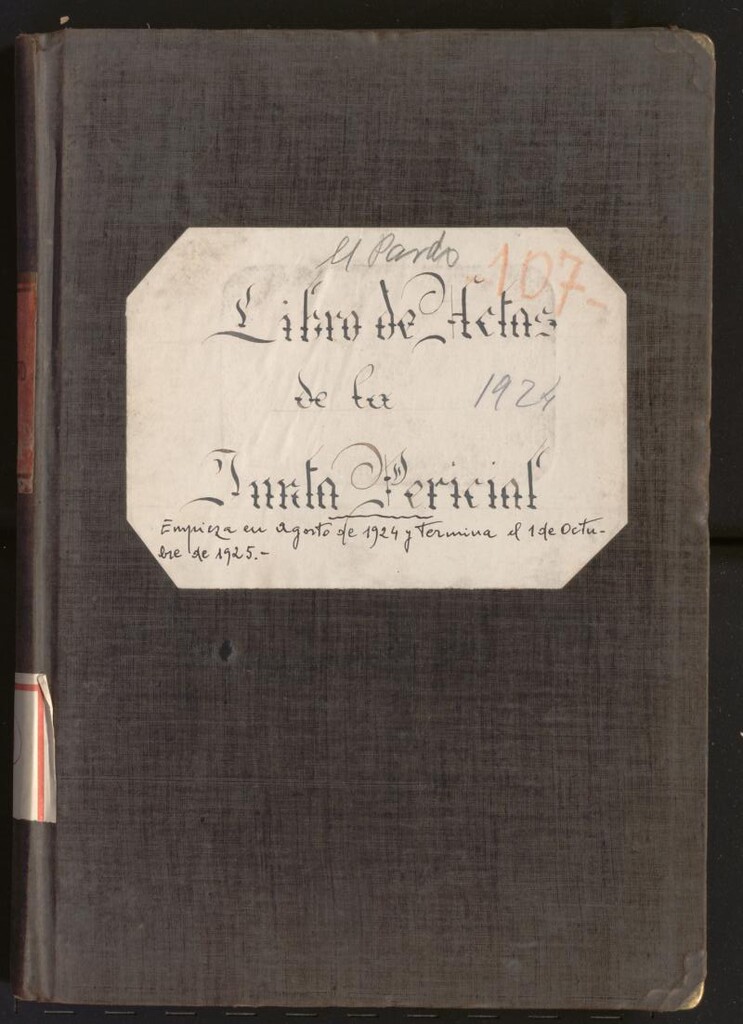 El Pardo
-107-
Libro de Actas
de la 1924
Junta Pericial
Empieza en Agosto de 1924 y Termina el 1 de Octu-
bre de 1925.-